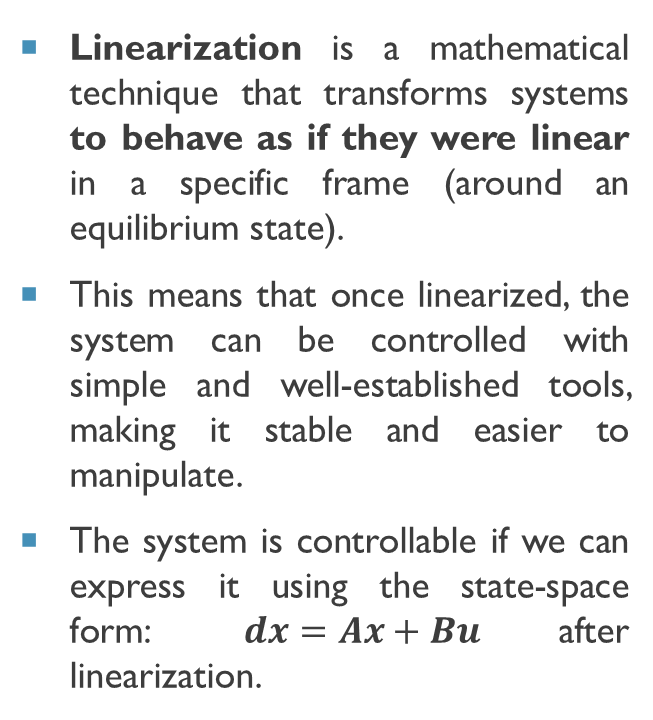 Linearization is a mathematical
technique that transforms systems
to behave as if they were linear
in a specific frame (around an
equilibrium state).
This means that once linearized, the
system can be controlled with
simple and well-established tools,
making it stable and easier to
manipulate.
The system is controllable if we can
express it using the state-space
form: dx = Ax + Bu after
linearization.